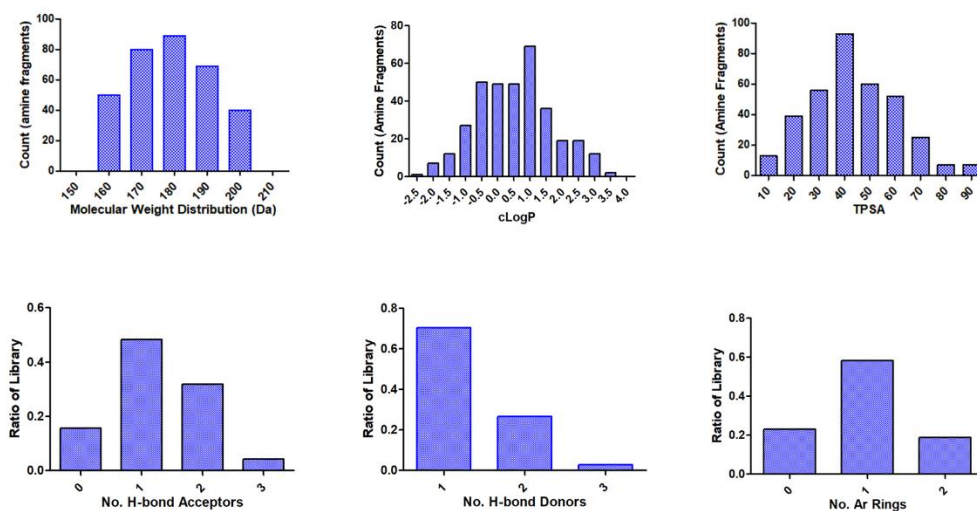 Count (amine fragments)
100
80
60
40
20
0
150 160 170 180 190 200 210
Molecular Weight Distribution (Da)
Count (Amine Fragments)
80
60
40
20
0
-2.5 -2.0 -1.5 -1.0 -0.5 0.0 0.5 1.0 1.5 2.0 2.5 3.0 3.5 4.0
cLogP
Count (Amine Fragments)
100
80
60
40
20
0
10 20 30 40 50 60 70 80 90
TPSA
Ratio of Library
0.6
0.4
0.2
0.0
0 1 2 3
No. H-bond Acceptors
Ratio of Library
0.8
0.6
0.4
0.2
0.0
1 2 3
No. H-bond Donors
Ratio of Library
0.8
0.6
0.4
0.2
0.0
0 1 2
No. Ar Rings